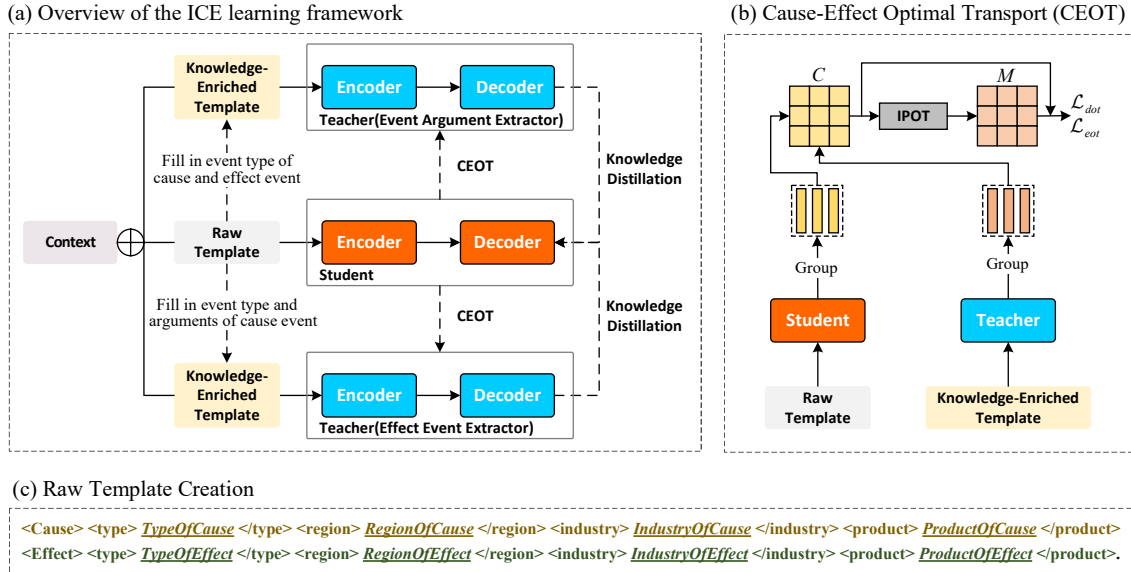 (a) Overview of the ICE learning framework
Knowledge-
Enriched
Template
Encoder
Decoder
Teacher(Event Argument Extractor)
Fill in event type of
cause and effect event
CEOT
Knowledge
Distillation
Context
Raw
Template
Encoder
Decoder
Student
Fill in event type and
arguments of cause event
CEOT
Knowledge
Distillation
Knowledge-
Enriched
Template
Encoder
Decoder
Teacher(Effect Event Extractor)
(b) Cause-Effect Optimal Transport (CEOT)
C
M
IPOT
ℒdot
ℒeot
Group
Group
Student
Teacher
Raw
Template
Knowledge-Enriched
Template
(c) Raw Template Creation
<Cause> <type> TypeOfCause </type> <region> RegionOfCause </region> <industry> IndustryOfCause </industry> <product> ProductOfCause </product>
<Effect> <type> TypeOfEffect </type> <region> RegionOfEffect </region> <industry> IndustryOfEffect </industry> <product> ProductOfEffect </product>.